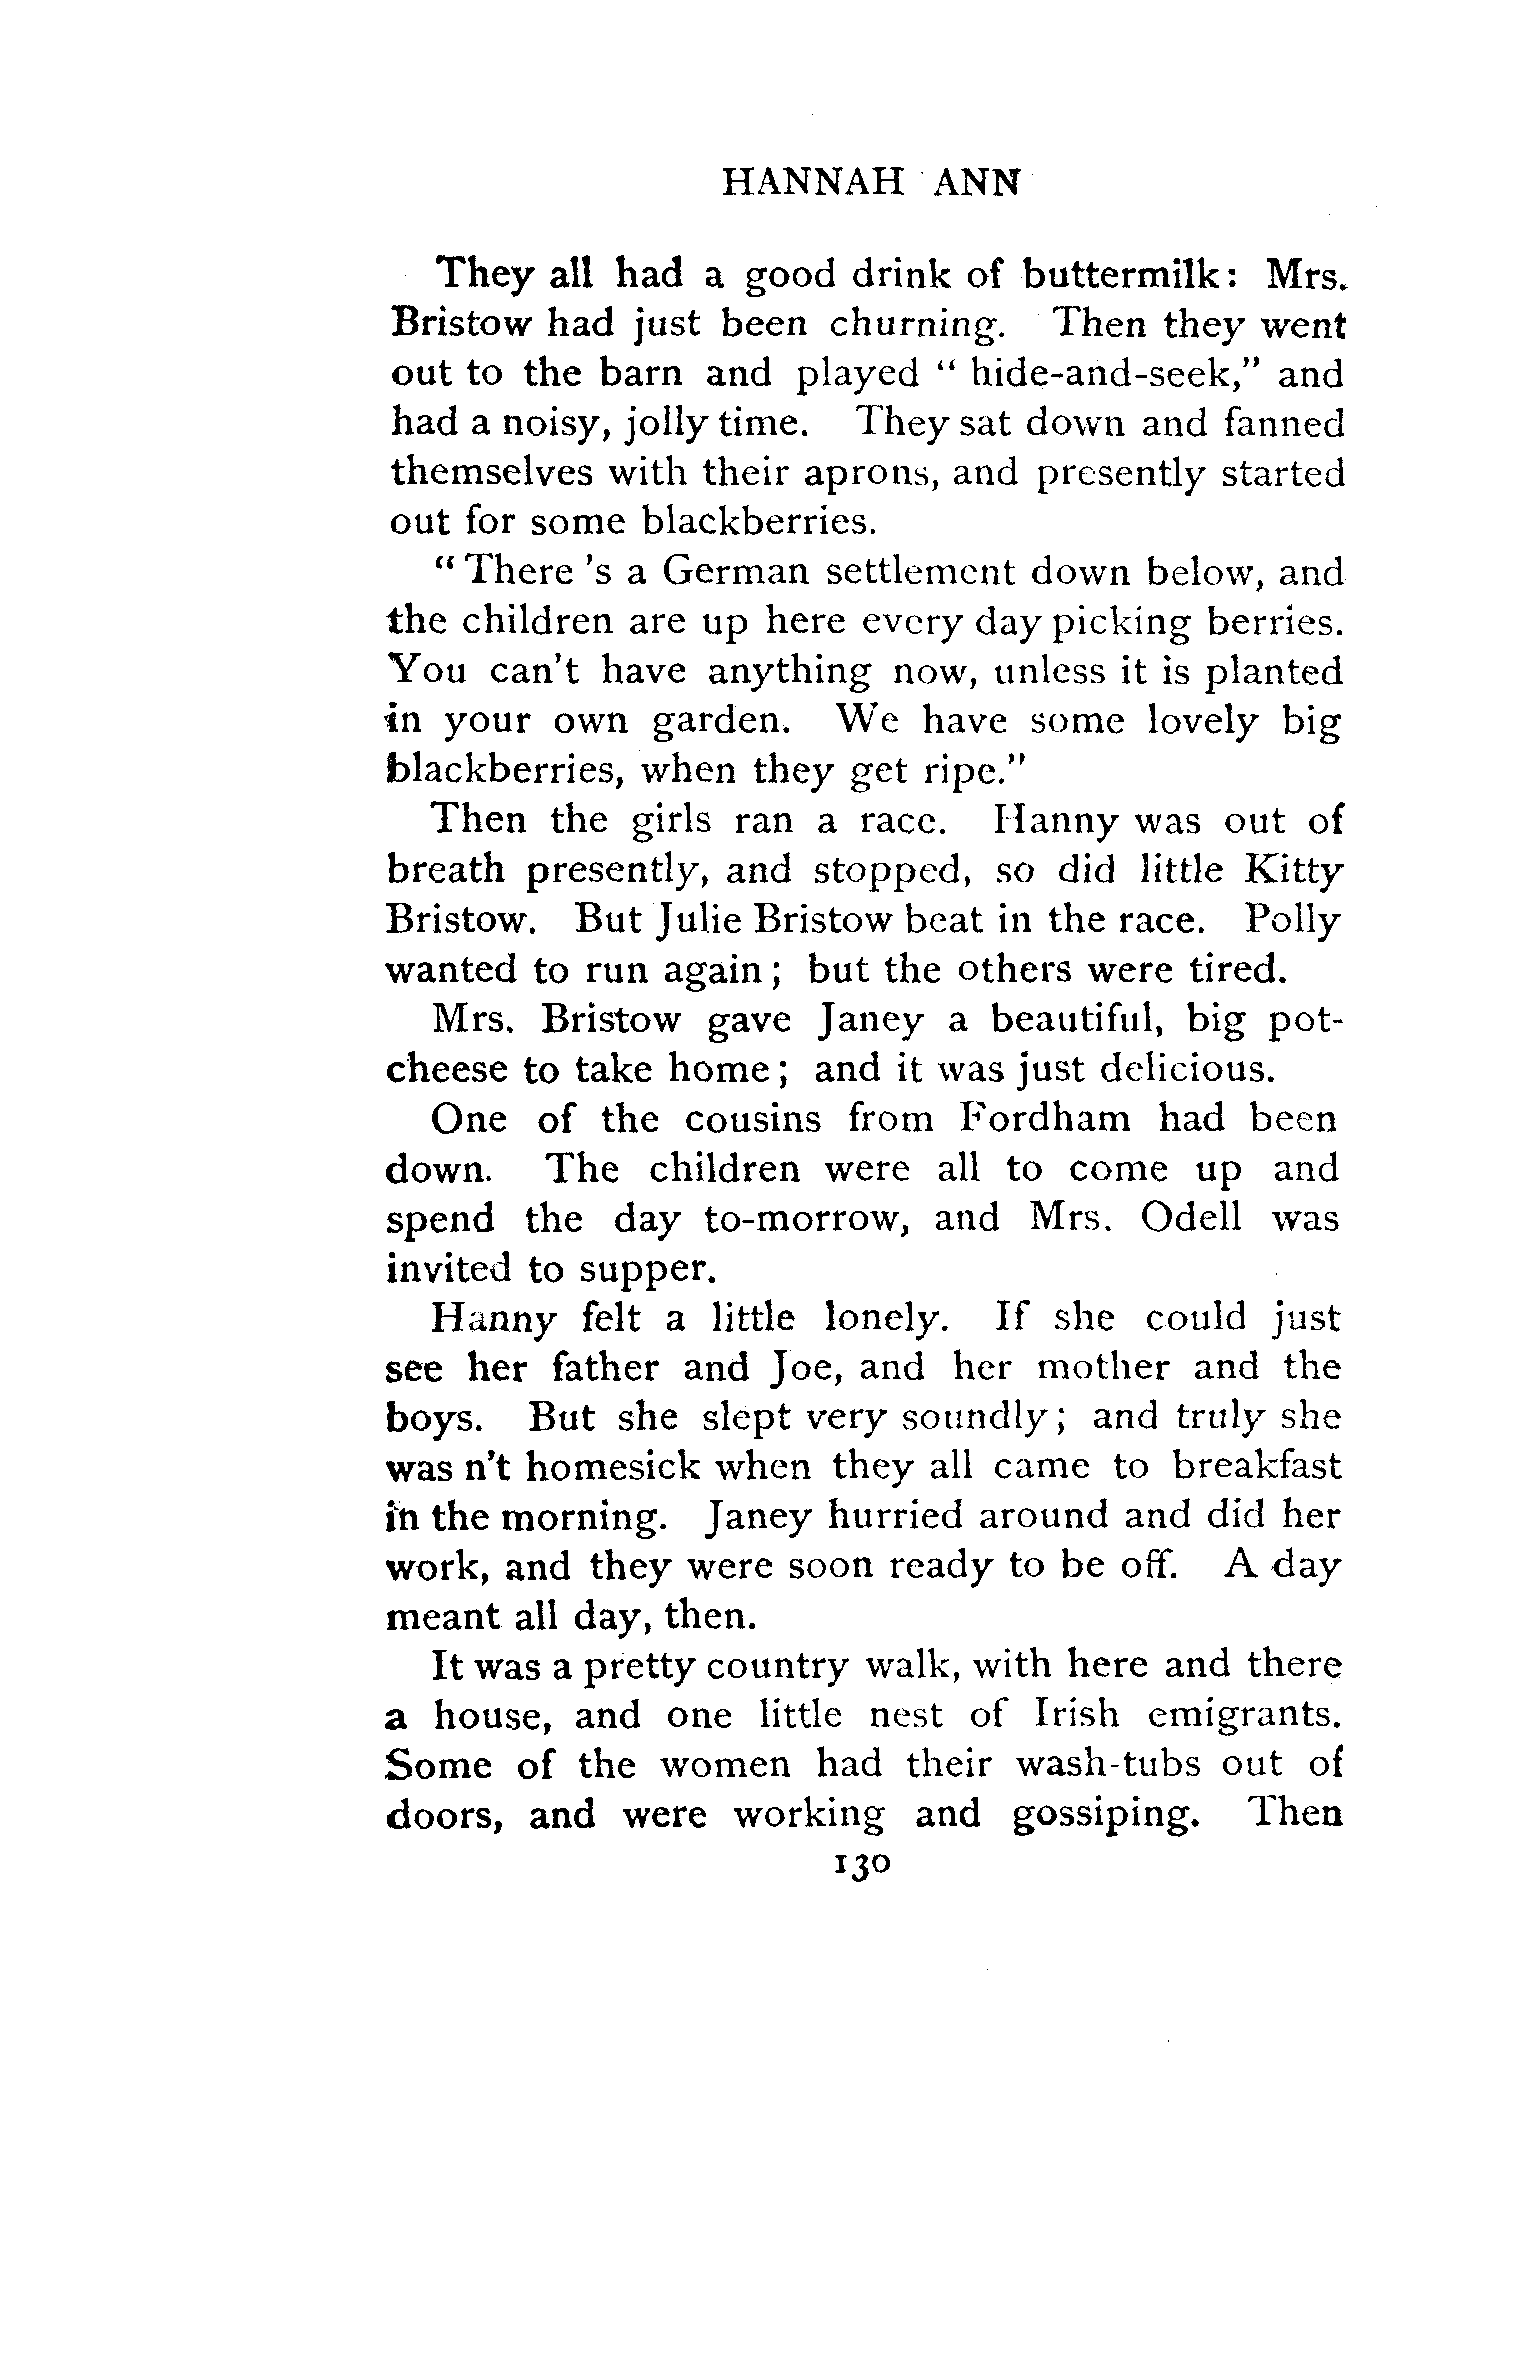 HANNAH ANN
They all had a good drink of buttermilk: Mrs.
Bristow had just been churning. Then they went
out to the barn and played " hide-and-seek," and
had a noisy, jolly time. They sat down and fanned
themselves with their aprons, and presently started
out for some blackberries.
" There 's a German settlement down below, and
the children are up here every day picking berries.
You can't have anything now, unless it is planted
in your own garden. We have some lovely big
blackberries, when they get ripe."
Then the girls ran a race. Hanny was out of
breath presently, and stopped, so did little Kitty
Bristow. But Julie Bristow beat in the race. Polly
wanted to run again; but the others were tired.
Mrs. Bristow gave Janey a beautiful, big pot-
cheese to take home; and it was just delicious.
One of the cousins from Fordham had been
down. The children were all to come up and
spend the day to-morrow, and Mrs. Odell was
invited to supper.
Hanny felt a little lonely. If she could just
see her father and Joe, and her mother and the
boys. But she slept very soundly; and truly she
was n't homesick when they all came to breakfast
in the morning. Janey hurried around and did her
work, and they were soon ready to be off. A day
meant all day, then.
It was a pretty country walk, with here and there
a house, and one little nest of Irish emigrants.
Some of the women had their wash-tubs out of
doors, and were working and gossiping. Then
130